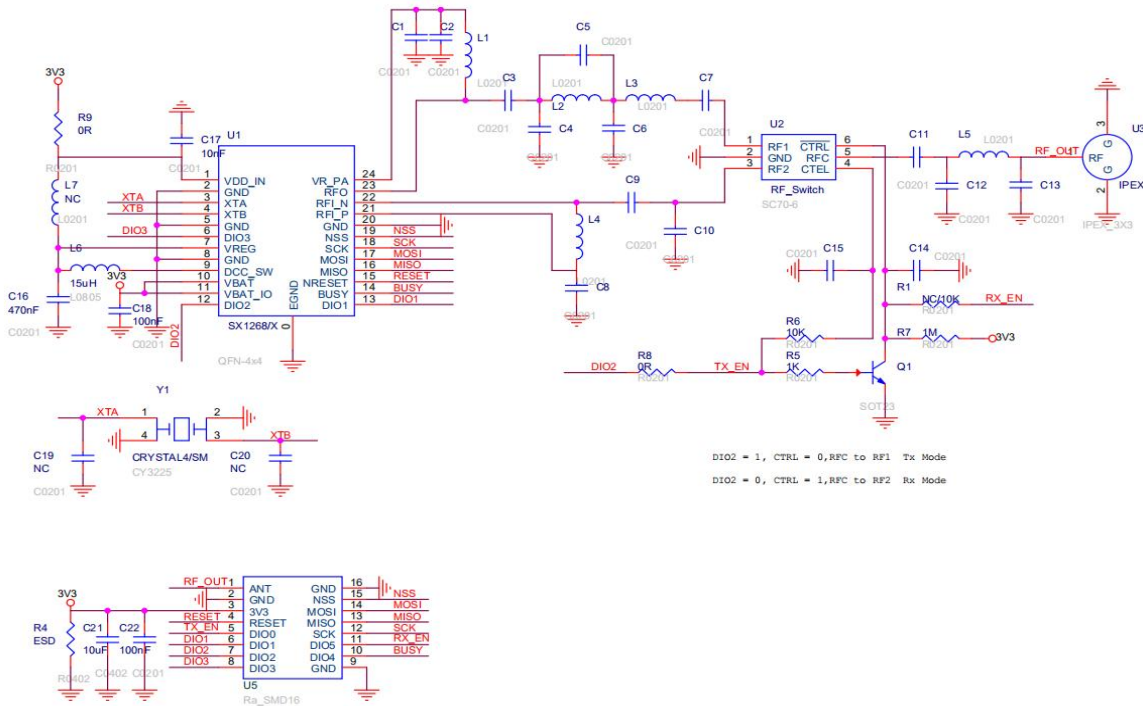 3V3
R9
0R
R0201
L7
NC
L0201
L6
15uH
L0805
C16
470nF
C0201
C17
10nF
C0201
3V3
C18
100nF
C0201
XTA
XTB
DIO3
DIO2
U1
1 VDD_IN
2 GND
3 XTA
4 XTB
5 GND
6 DIO3
7 VREG
8 GND
9 DCC_SW
10 VBAT
11 VBAT_IO
12 DIO2
VR_PA 24
RFO 23
RFI_N 22
RFI_P 21
GND 20
NSS 19
SCK 18
MOSI 17
MISO 16
NRESET 15
BUSY 14
DIO1 13
EGND
0
SX1268/X
QFN-4x4
NSS
SCK
MOSI
MISO
RESET
BUSY
DIO1
C1
C0201
C2
C0201
L1
L0201
C3
C0201
C5
C0201
L2
L0201
C4
C0201
L3
L0201
C6
C0201
C7
C0201
C9
C0201
C10
C0201
L4
L0201
C8
C0201
U2
1 RF1
2 GND
3 RF2
CTRL 6
RFC 5
CTEL 4
RF_Switch
SC70-6
C11
C0201
L5
L0201
C12
C0201
C13
C0201
RF_OUT
1
U3
3
G
RF
G
2
IPEX
IPEX_3X3
C15
C0201
C14
C0201
R1
NC/10K
R0201
RX_EN
R7
1M
R0201
3V3
R6
10K
R0201
R5
1K
R0201
DIO2
R8
0R
R0201
TX_EN
Q1
SOT23
DIO2 = 1, CTRL = 0,RFC to RF1 Tx Mode
DIO2 = 0, CTRL = 1,RFC to RF2 Rx Mode
Y1
XTA
1
4
2
3
XTB
CRYSTAL4/SM
CY3225
C19
NC
C0201
C20
NC
C0201
3V3
R4
ESD
R0402
C21
10uF
C0402
C22
100nF
C0201
RF_OUT
RESET
TX_EN
DIO1
DIO2
DIO3
1 ANT
2 GND
3 3V3
4 RESET
5 DIO0
6 DIO1
7 DIO2
8 DIO3
GND 16
NSS 15
MOSI 14
MISO 13
SCK 12
DIO5 11
DIO4 10
GND 9
NSS
MOSI
MISO
SCK
RX_EN
BUSY
U5
Ra_SMD16